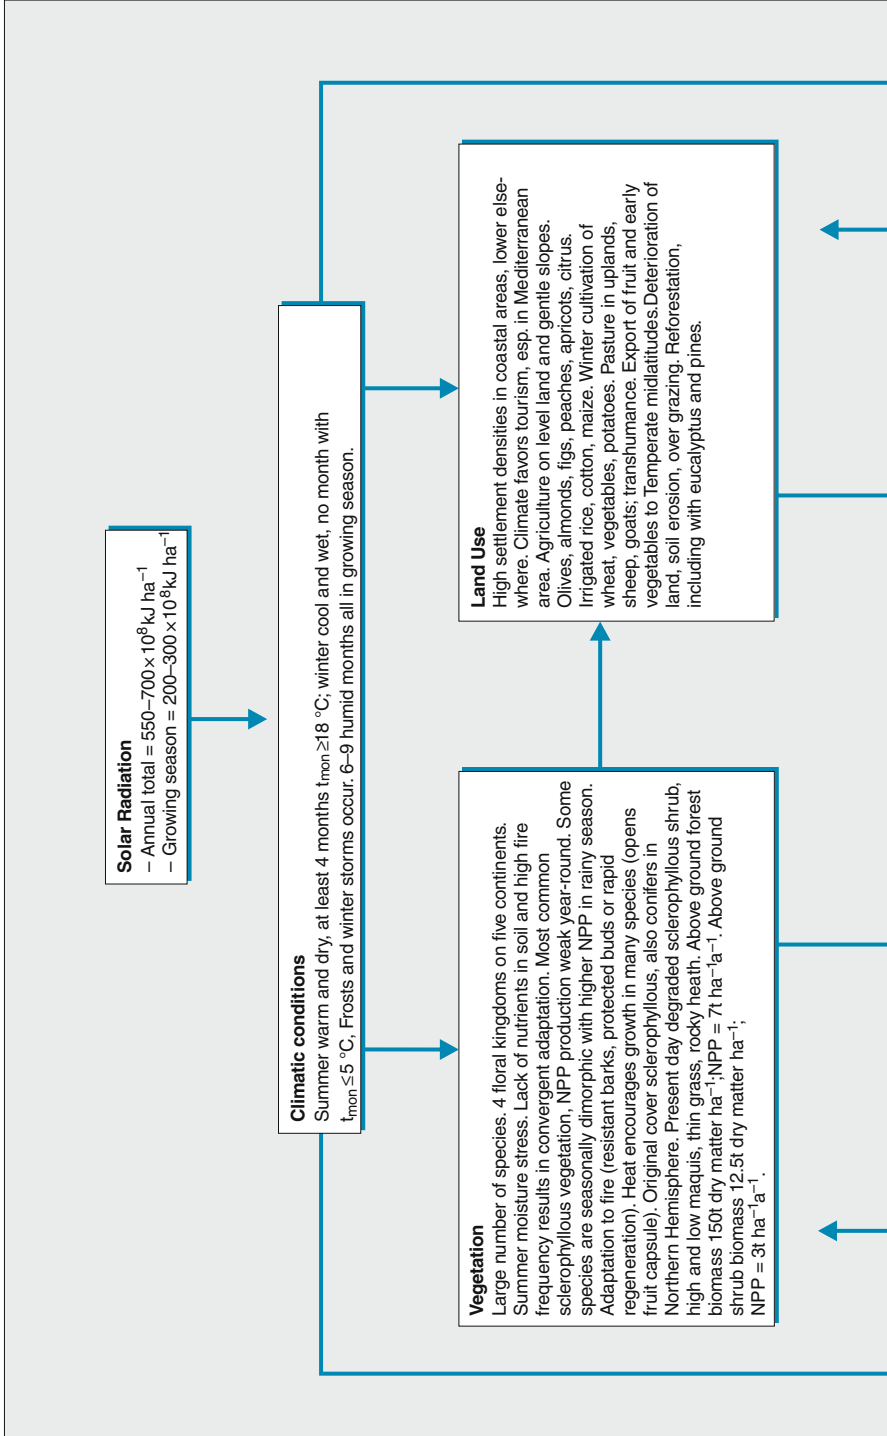 Solar Radiation
– Annual total = 550–700×10⁸kJ ha⁻¹
– Growing season = 200–300×10⁸kJ ha⁻¹
Climatic conditions
Summer warm and dry, at least 4 months tmon ≥18 °C; winter cool and wet, no month with
tmon ≤5 °C, Frosts and winter storms occur. 6–9 humid months all in growing season.
Vegetation
Large number of species. 4 floral kingdoms on five continents.
Summer moisture stress. Lack of nutrients in soil and high fire
frequency results in convergent adaptation. Most common
sclerophyllous vegetation, NPP production weak year-round. Some
species are seasonally dimorphic with higher NPP in rainy season.
Adaptation to fire (resistant barks, protected buds or rapid
regeneration). Heat encourages growth in many species (opens
fruit capsule). Original cover sclerophyllous, also conifers in
Northern Hemisphere. Present day degraded sclerophyllous shrub,
high and low maquis, thin grass, rocky heath. Above ground forest
biomass 150t dry matter ha⁻¹;NPP = 7t ha⁻¹a⁻¹. Above ground
shrub biomass 12.5t dry matter ha⁻¹;
NPP = 3t ha⁻¹a⁻¹.
Land Use
High settlement densities in coastal areas, lower else-
where. Climate favors tourism, esp. in Mediterranean
area. Agriculture on level land and gentle slopes.
Olives, almonds, figs, peaches, apricots, citrus.
Irrigated rice, cotton, maize. Winter cultivation of
wheat, vegetables, potatoes. Pasture in uplands,
sheep, goats; transhumance. Export of fruit and early
vegetables to Temperate midlatitudes.Deterioration of
land, soil erosion, over grazing. Reforestation,
including with eucalyptus and pines.